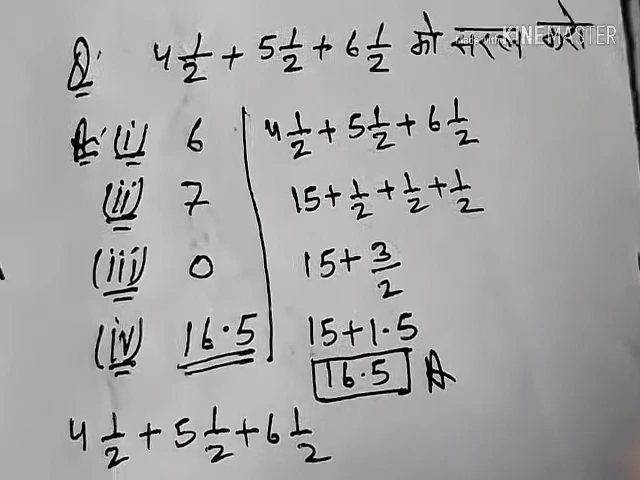 Q. 4 1/2 + 5 1/2 + 6 1/2 को सरल करो
Made with KINEMASTER
A. (i) 6
(ii) 7
(iii) 0
(iv) 16.5
4 1/2 + 5 1/2 + 6 1/2
15 + 1/2 + 1/2 + 1/2
15 + 3/2
15 + 1.5
16.5 A
4 1/2 + 5 1/2 + 6 1/2